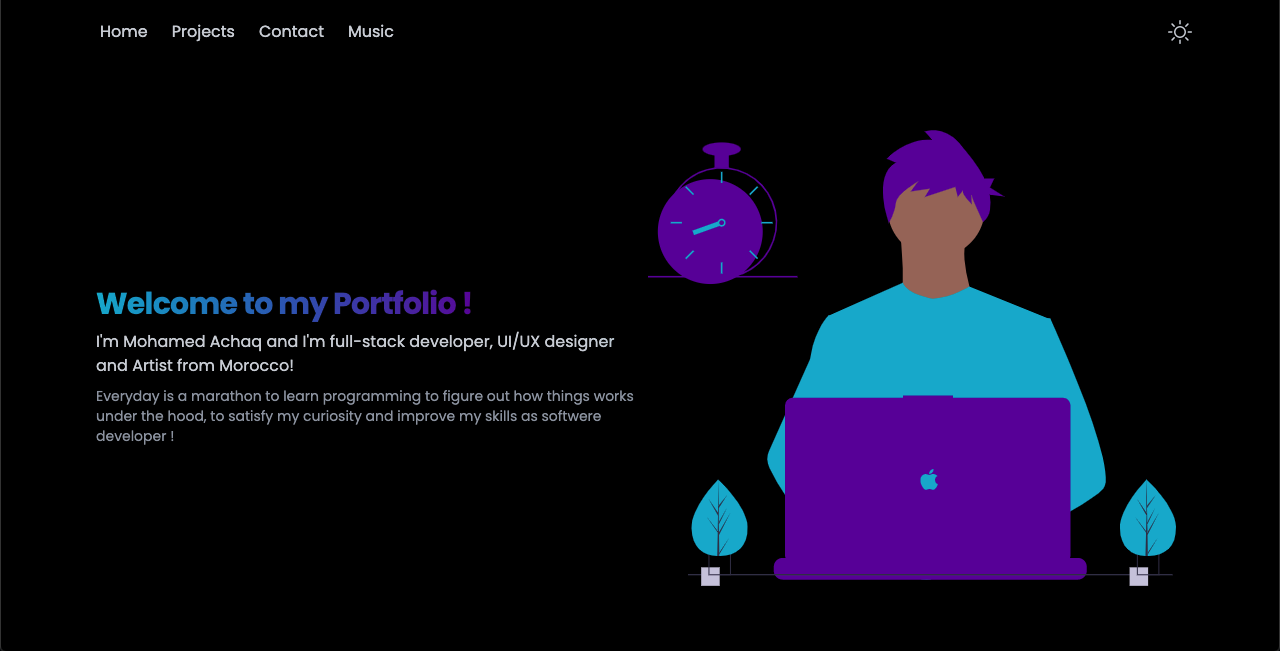 Home Projects Contact Music
Welcome to my Portfolio !
I'm Mohamed Achaq and I'm full-stack developer, UI/UX designer
and Artist from Morocco!
Everyday is a marathon to learn programming to figure out how things works
under the hood, to satisfy my curiosity and improve my skills as softwere
developer !